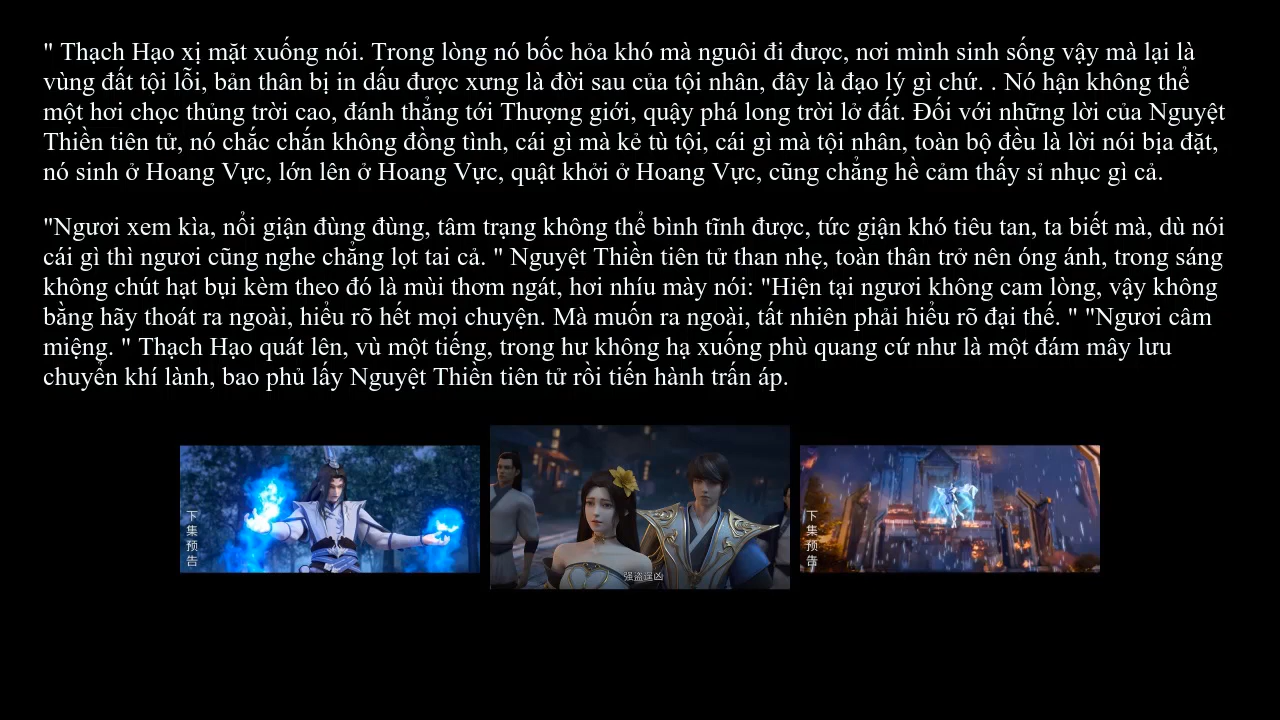 " Thạch Hạo xị mặt xuống nói. Trong lòng nó bốc hỏa khó mà nguôi đi được, nơi mình sinh sống vậy mà lại là
vùng đất tội lỗi, bản thân bị in dấu được xưng là đời sau của tội nhân, đây là đạo lý gì chứ. . Nó hận không thể
một hơi chọc thủng trời cao, đánh thẳng tới Thượng giới, quậy phá long trời lở đất. Đối với những lời của Nguyệt
Thiền tiên tử, nó chắc chắn không đồng tình, cái gì mà kẻ tù tội, cái gì mà tội nhân, toàn bộ đều là lời nói bịa đặt,
nó sinh ở Hoang Vực, lớn lên ở Hoang Vực, quật khởi ở Hoang Vực, cũng chẳng hề cảm thấy sỉ nhục gì cả.
"Ngươi xem kìa, nổi giận đùng đùng, tâm trạng không thể bình tĩnh được, tức giận khó tiêu tan, ta biết mà, dù nói
cái gì thì ngươi cũng nghe chẳng lọt tai cả. " Nguyệt Thiền tiên tử than nhẹ, toàn thân trở nên óng ánh, trong sáng
không chút hạt bụi kèm theo đó là mùi thơm ngát, hơi nhíu mày nói: "Hiện tại ngươi không cam lòng, vậy không
bằng hãy thoát ra ngoài, hiểu rõ hết mọi chuyện. Mà muốn ra ngoài, tất nhiên phải hiểu rõ đại thế. " "Ngươi câm
miệng. " Thạch Hạo quát lên, vù một tiếng, trong hư không hạ xuống phù quang cứ như là một đám mây lưu
chuyển khí lành, bao phủ lấy Nguyệt Thiền tiên tử rồi tiến hành trấn áp.
下集预告
强盗逞凶
下集预告